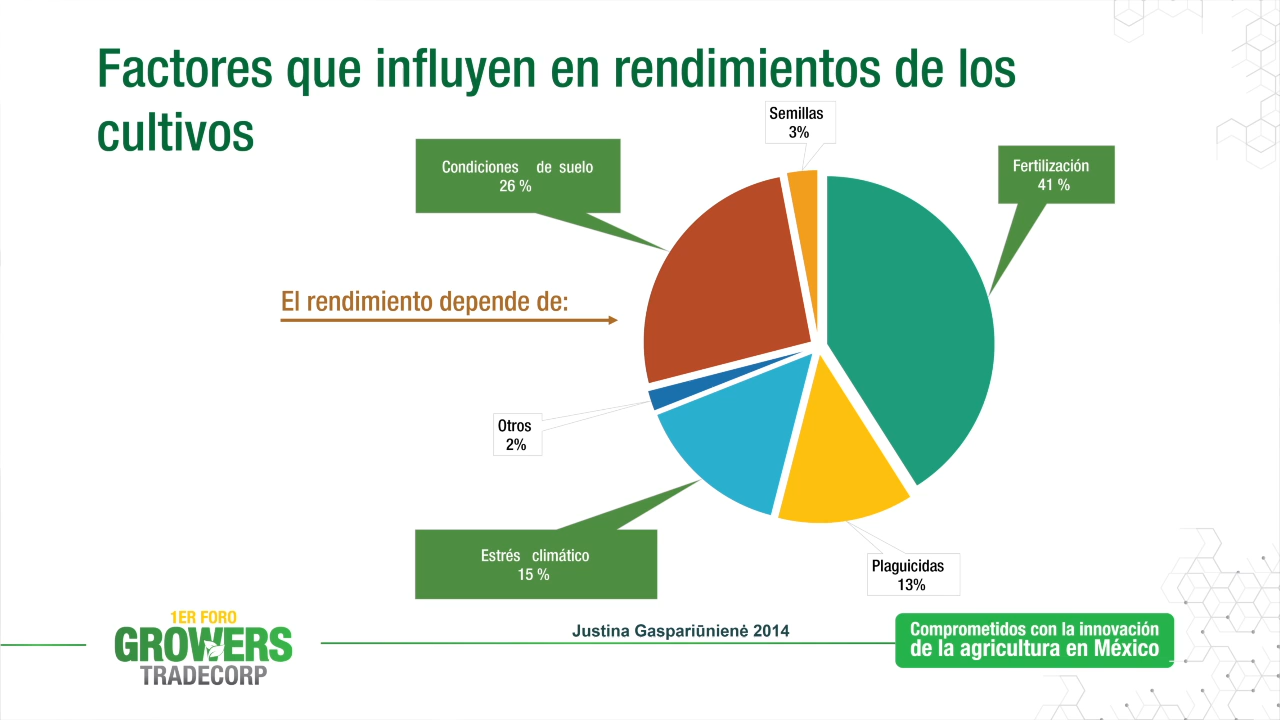 Factores que influyen en rendimientos de los
cultivos
Semillas
3%
Condiciones de suelo
26 %
Fertilización
41 %
El rendimiento depende de:
Otros
2%
Estrés climático
15 %
Plaguicidas
13%
1ER FORO
GROWERS
TRADECORP
Justina Gaspariūnienė 2014
Comprometidos con la innovación
de la agricultura en México